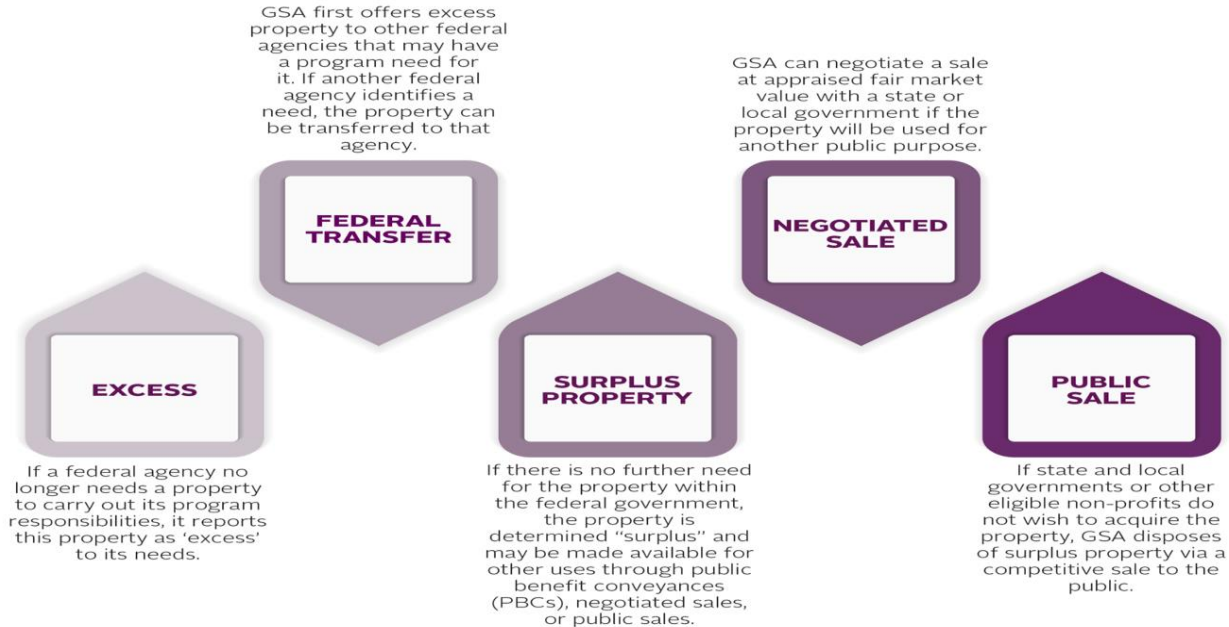 EXCESS
If a federal agency no
longer needs a property
to carry out its program
responsibilities, it reports
this property as ‘excess’
to its needs.
GSA first offers excess
property to other federal
agencies that may have
a program need for
it. If another federal
agency identifies a
need, the property can
be transferred to that
agency.
FEDERAL
TRANSFER
SURPLUS
PROPERTY
If there is no further need
for the property within
the federal government,
the property is
determined “surplus” and
may be made available for
other uses through public
benefit conveyances
(PBCs), negotiated sales,
or public sales.
GSA can negotiate a sale
at appraised fair market
value with a state or
local government if the
property will be used for
another public purpose.
NEGOTIATED
SALE
PUBLIC
SALE
If state and local
governments or other
eligible non-profits do
not wish to acquire the
property, GSA disposes
of surplus property via a
competitive sale to the
public.